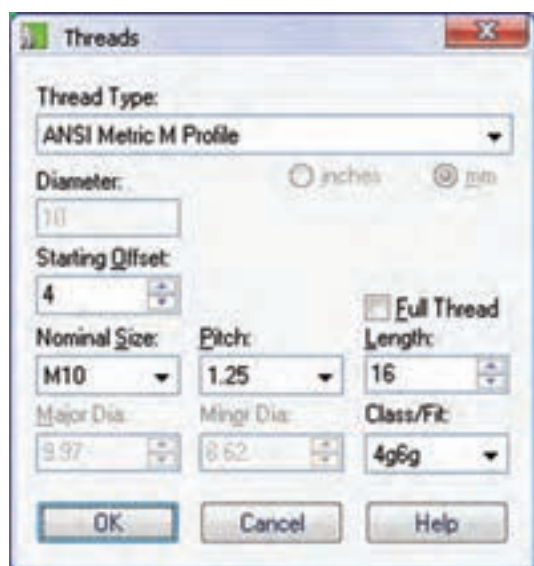 Threads
Thread Type:
ANSI Metric M Profile
Diameter: inches mm
10
Starting Offset:
4 Full Thread
Nominal Size: Pitch: Length:
M10 1.25 16
Major Dia: Minor Dia: Class/Fit:
9.97 8.62 4g6g
OK Cancel Help